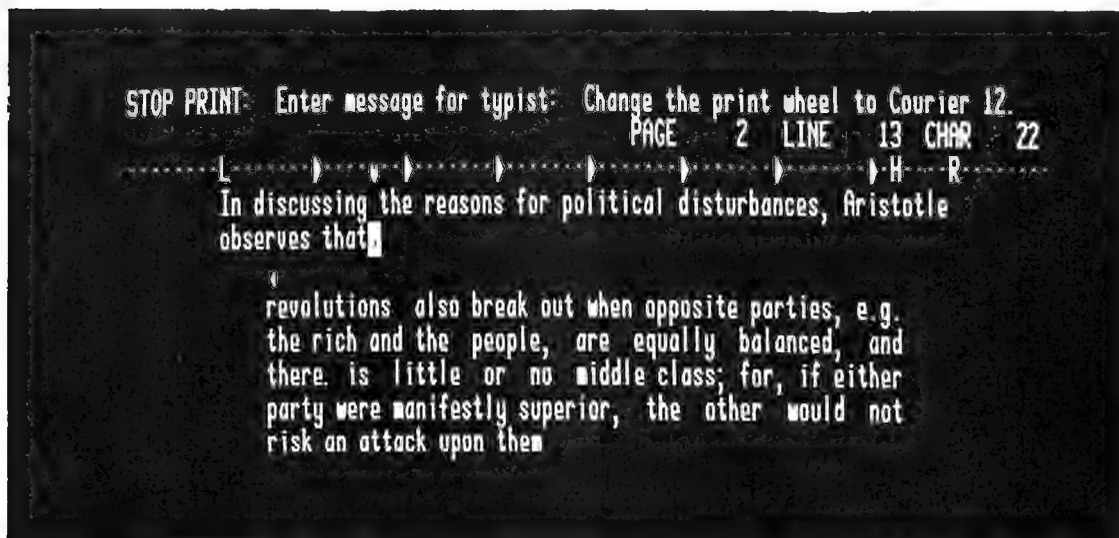 STOP PRINT: Enter message for typist: Change the print wheel to Courier 12.
PAGE 2 LINE 13 CHAR 22
L H R
In discussing the reasons for political disturbances, Aristotle
observes that,
revolutions also break out when opposite parties, e.g.
the rich and the people, are equally balanced, and
there. is little or no middle class; for, if either
party were manifestly superior, the other would not
risk an attack upon them